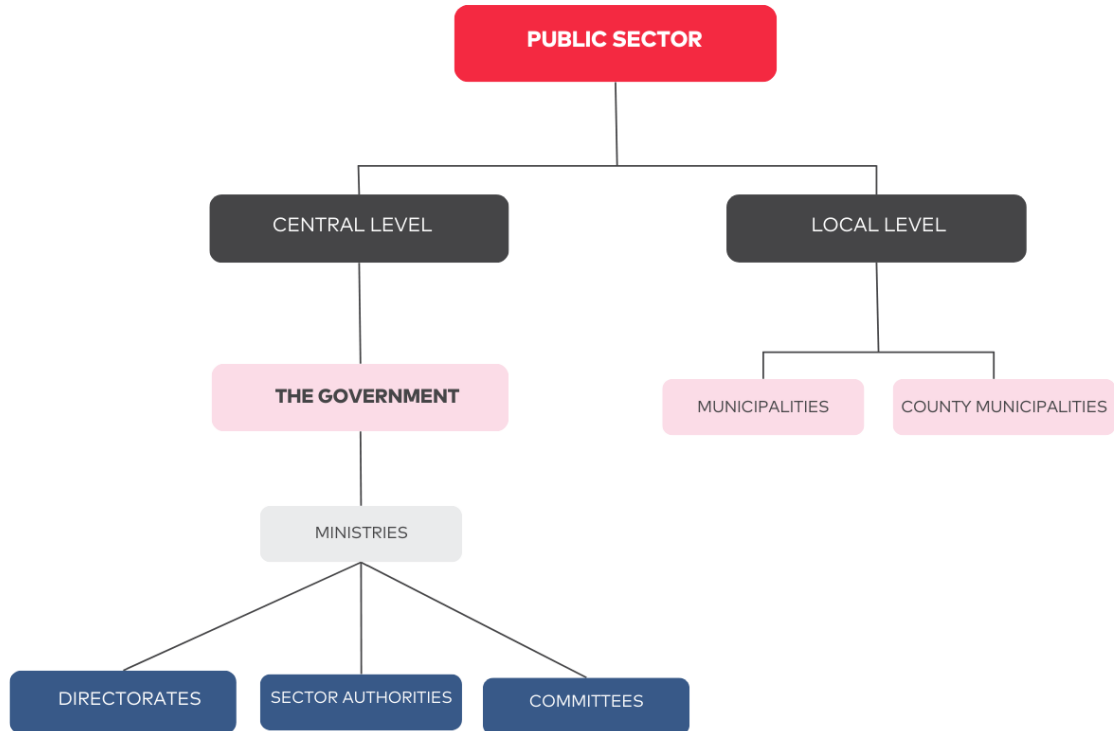 PUBLIC SECTOR
CENTRAL LEVEL
LOCAL LEVEL
THE GOVERNMENT
MUNICIPALITIES
COUNTY MUNICIPALITIES
MINISTRIES
DIRECTORATES
SECTOR AUTHORITIES
COMMITTEES